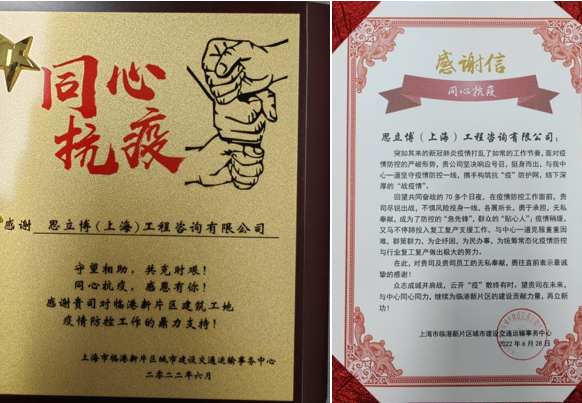 同心
抗疫
感谢 思立博(上海)工程咨询有限公司
守望相助，共克时艰！
同心抗疫，感恩有你！
感谢贵司对临港新片区建筑工地
疫情防控工作的鼎力支持！
上海市临港新片区城市建设交通运输事务中心
二零二二年六月
感谢信
同心抗疫
思立博(上海)工程咨询有限公司：
突如其来的新冠肺炎疫情打乱了如常的工作节奏，面对疫
情防控的严峻形势，贵公司坚决响应号召，挺身而出，与我中
心一道坚守疫情防控一线，携手构筑抗“疫”防护网，结下深
厚的“战疫情”。
回望共同奋战的70多个日夜，在疫情防控工作面前，贵
司尽锐出战，不惧风险投身一线，各展所长，勇于承担，无私
奉献，成为了防控的“急先锋”，群众的“贴心人”；疫情稍缓，
又马不停蹄投入复工复产支援工作，与中心一道克服重重困
难，群策群力，为企纾困，为民办事，为统筹常态化疫情防控
与行业复工复产做出极大的努力。
在此，对贵司及贵司员工的无私奉献，勇往直前表示最诚
挚的感谢！
众志成城并肩战，云开“疫”散终有时。望贵司在未来，
与中心同心同力，继续为临港新片区的建设贡献力量，再立新
功！
上海市临港新片区城市建设交通运输事务中心
2022年6月28日